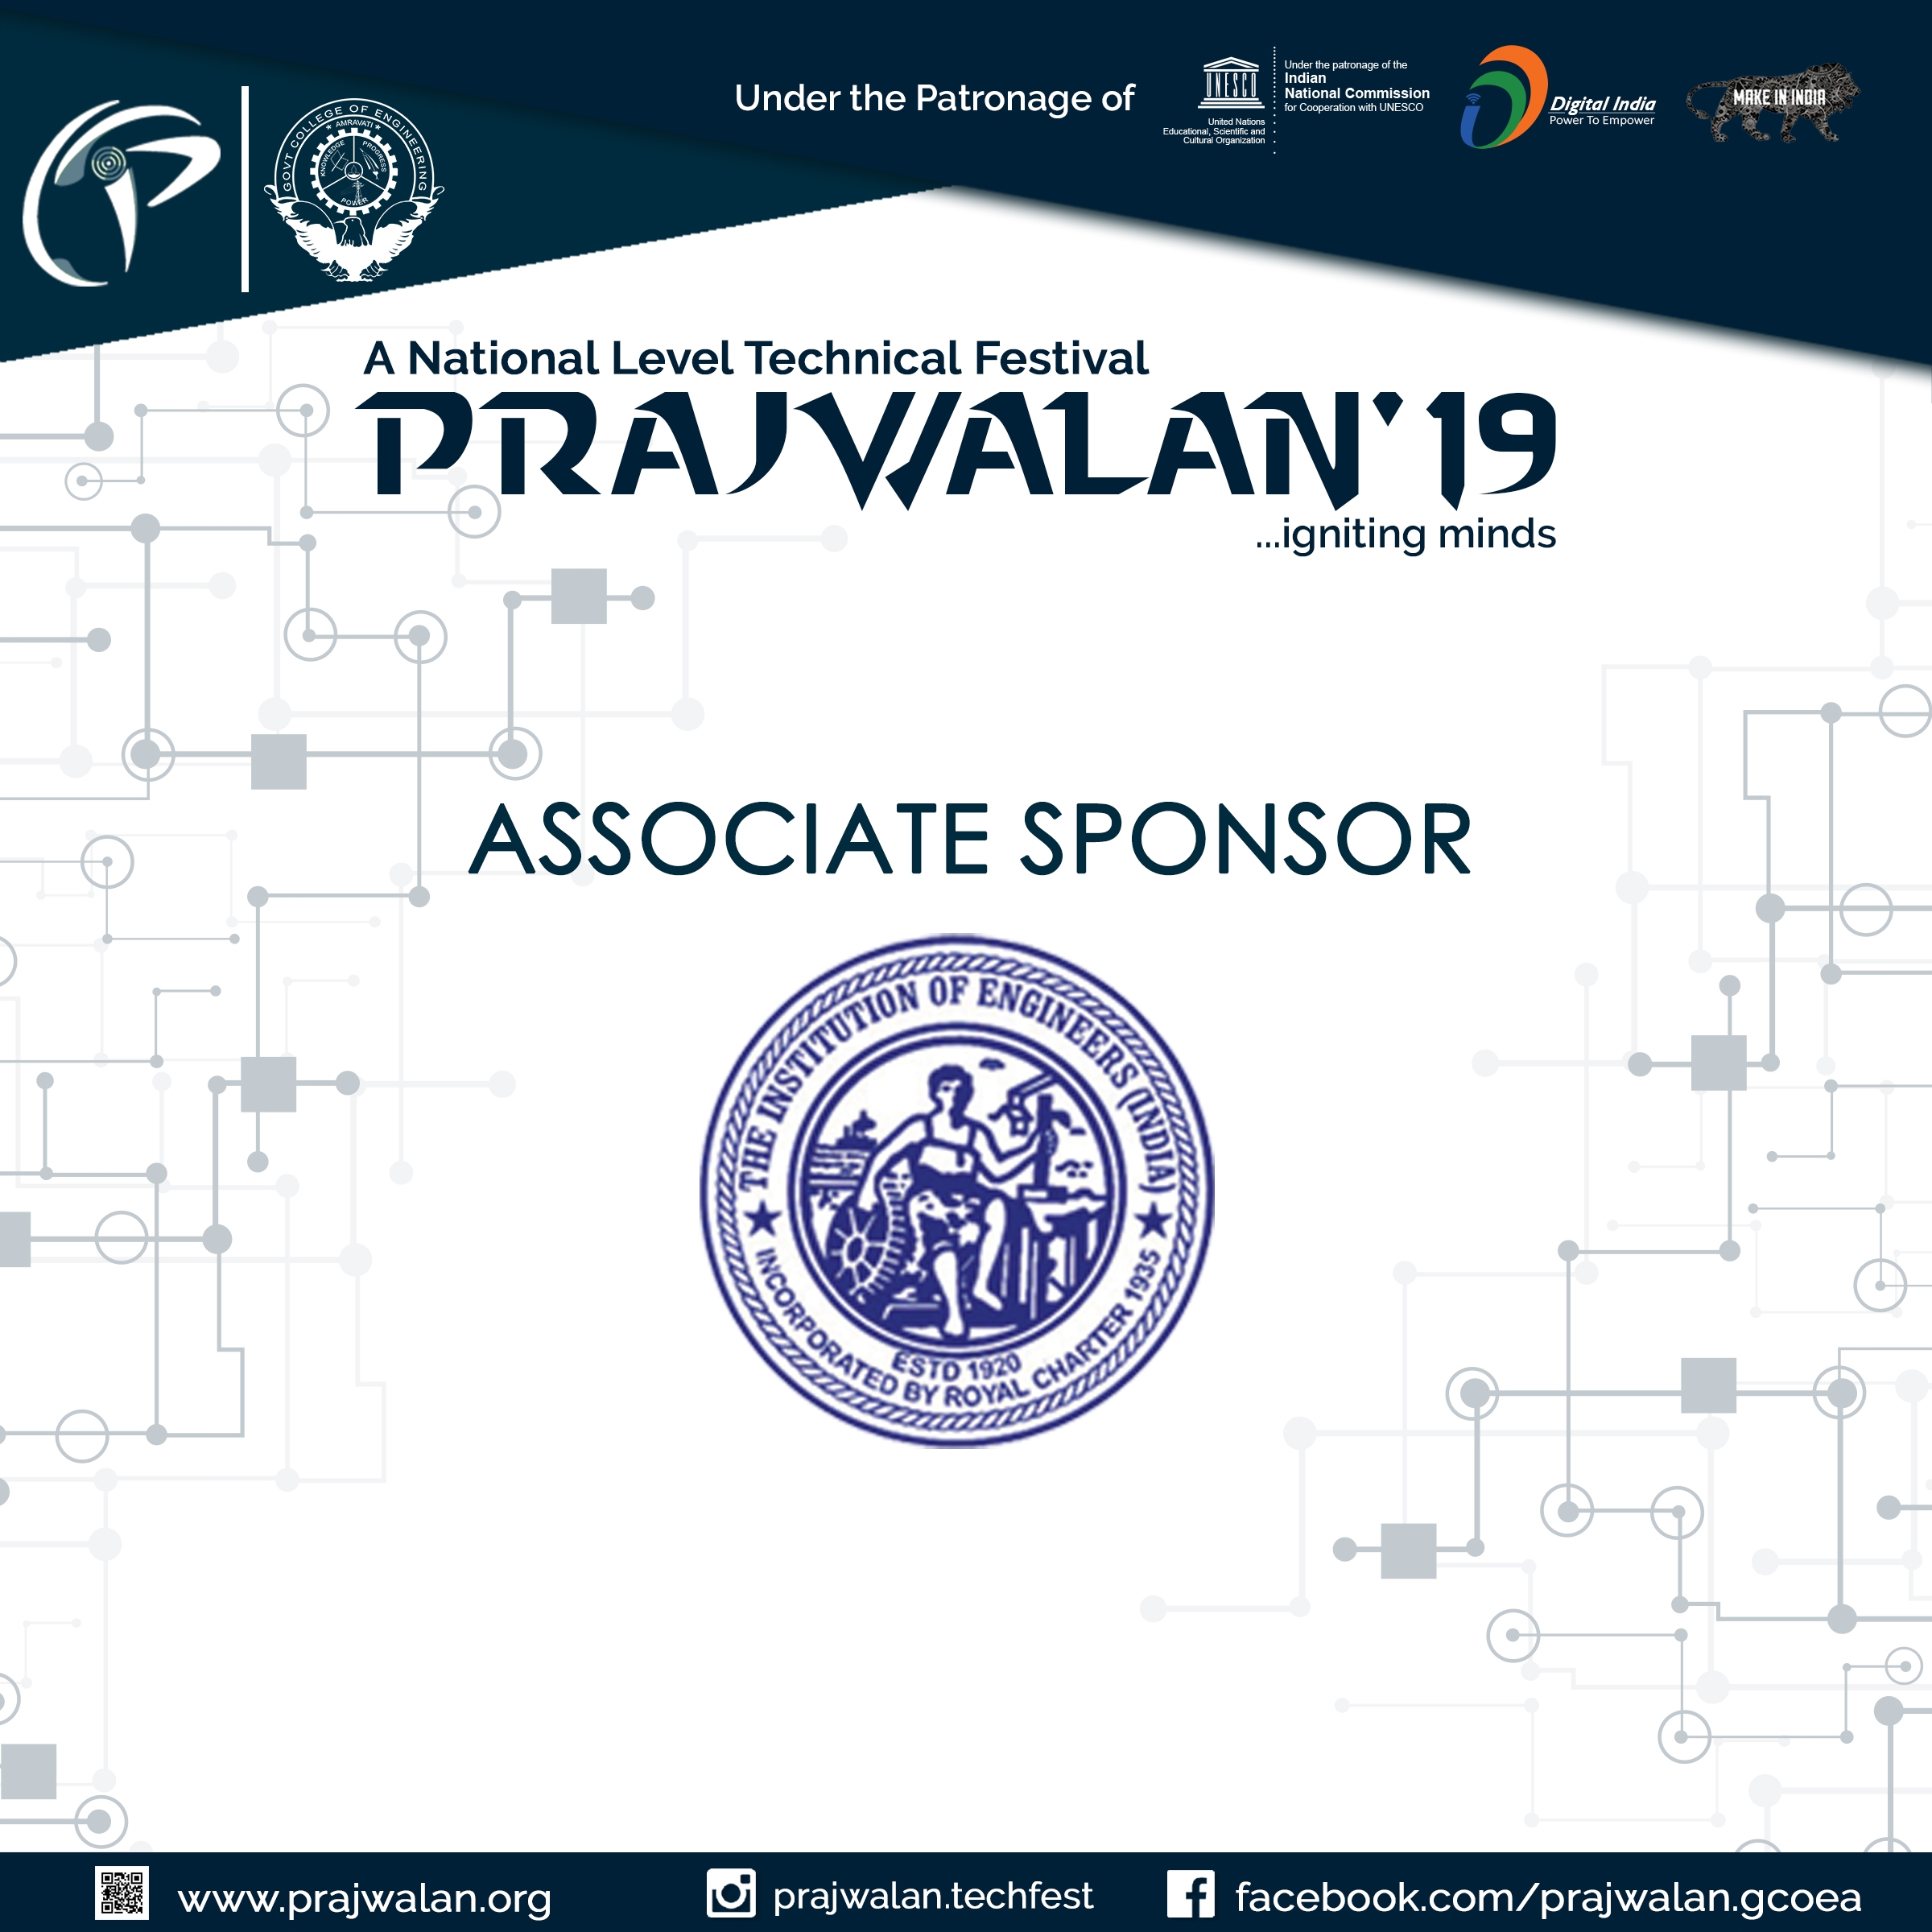 GOVT COLLEGE OF ENGINEERING
★ AMRAVATI ★
KNOWLEDGE
PROGRESS
POWER
Under the Patronage of
UNESCO
United Nations
Educational, Scientific and
Cultural Organization
Under the patronage of the
Indian
National Commission
for Cooperation with UNESCO
Digital India
Power To Empower
MAKE IN INDIA
A National Level Technical Festival
PRAJWALAN'19
...igniting minds
ASSOCIATE SPONSOR
THE INSTITUTION OF ENGINEERS (INDIA)
ESTD 1920
INCORPORATED BY ROYAL CHARTER 1935
www.prajwalan.org
prajwalan.techfest
facebook.com/prajwalan.gcoea